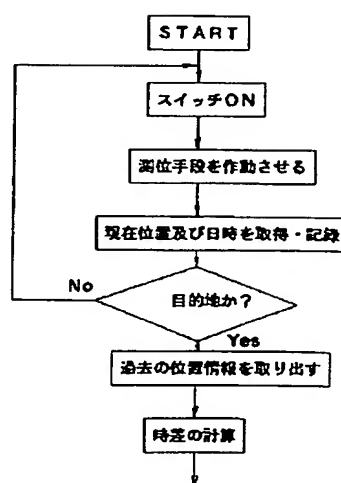 START
スイッチON
測位手段を作動させる
現在位置及び日時を取得・記録
No
目的地か？
Yes
過去の位置情報を取り出す
時差の計算